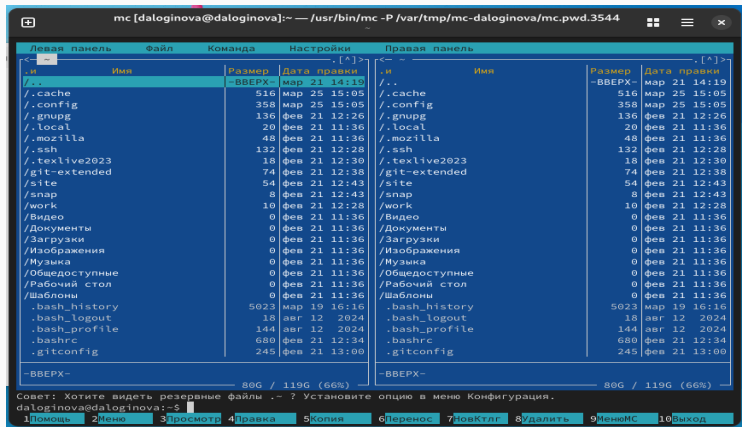 mc [daloginova@daloginova]:~ — /usr/bin/mc -P /var/tmp/mc-daloginova/mc.pwd.3544
~
Левая панель Файл Команда Настройки Правая панель
<— ~ .[^]> <— ~ .[^]>
.и Имя Размер Дата правки .и Имя Размер Дата правки
/.. -ВВЕРХ- мар 21 14:19 /.. -ВВЕРХ- мар 21 14:19
/.cache 516 мар 25 15:05 /.cache 516 мар 25 15:05
/.config 358 мар 25 15:05 /.config 358 мар 25 15:05
/.gnupg 136 фев 21 12:26 /.gnupg 136 фев 21 12:26
/.local 20 фев 21 11:36 /.local 20 фев 21 11:36
/.mozilla 48 фев 21 11:36 /.mozilla 48 фев 21 11:36
/.ssh 132 фев 21 12:28 /.ssh 132 фев 21 12:28
/.texlive2023 18 фев 21 12:30 /.texlive2023 18 фев 21 12:30
/git-extended 74 фев 21 12:38 /git-extended 74 фев 21 12:38
/site 54 фев 21 12:43 /site 54 фев 21 12:43
/snap 8 фев 21 12:43 /snap 8 фев 21 12:43
/work 10 фев 21 12:28 /work 10 фев 21 12:28
/Видео 0 фев 21 11:36 /Видео 0 фев 21 11:36
/Документы 0 фев 21 11:36 /Документы 0 фев 21 11:36
/Загрузки 0 фев 21 11:36 /Загрузки 0 фев 21 11:36
/Изображения 0 фев 21 11:36 /Изображения 0 фев 21 11:36
/Музыка 0 фев 21 11:36 /Музыка 0 фев 21 11:36
/Общедоступные 0 фев 21 11:36 /Общедоступные 0 фев 21 11:36
/Рабочий стол 0 фев 21 11:36 /Рабочий стол 0 фев 21 11:36
/Шаблоны 0 фев 21 11:36 /Шаблоны 0 фев 21 11:36
.bash_history 5023 мар 19 16:16 .bash_history 5023 мар 19 16:16
.bash_logout 18 авг 12 2024 .bash_logout 18 авг 12 2024
.bash_profile 144 авг 12 2024 .bash_profile 144 авг 12 2024
.bashrc 680 фев 21 12:34 .bashrc 680 фев 21 12:34
.gitconfig 245 фев 21 13:00 .gitconfig 245 фев 21 13:00
-ВВЕРХ- -ВВЕРХ-
80G / 119G (66%) 80G / 119G (66%)
Совет: Хотите видеть резервные файлы .~ ? Установите опцию в меню Конфигурация.
daloginova@daloginova:~$
1Помощь 2Меню 3Просмотр 4Правка 5Копия 6Перенос 7НовКтлг 8Удалить 9МенюMC 10Выход